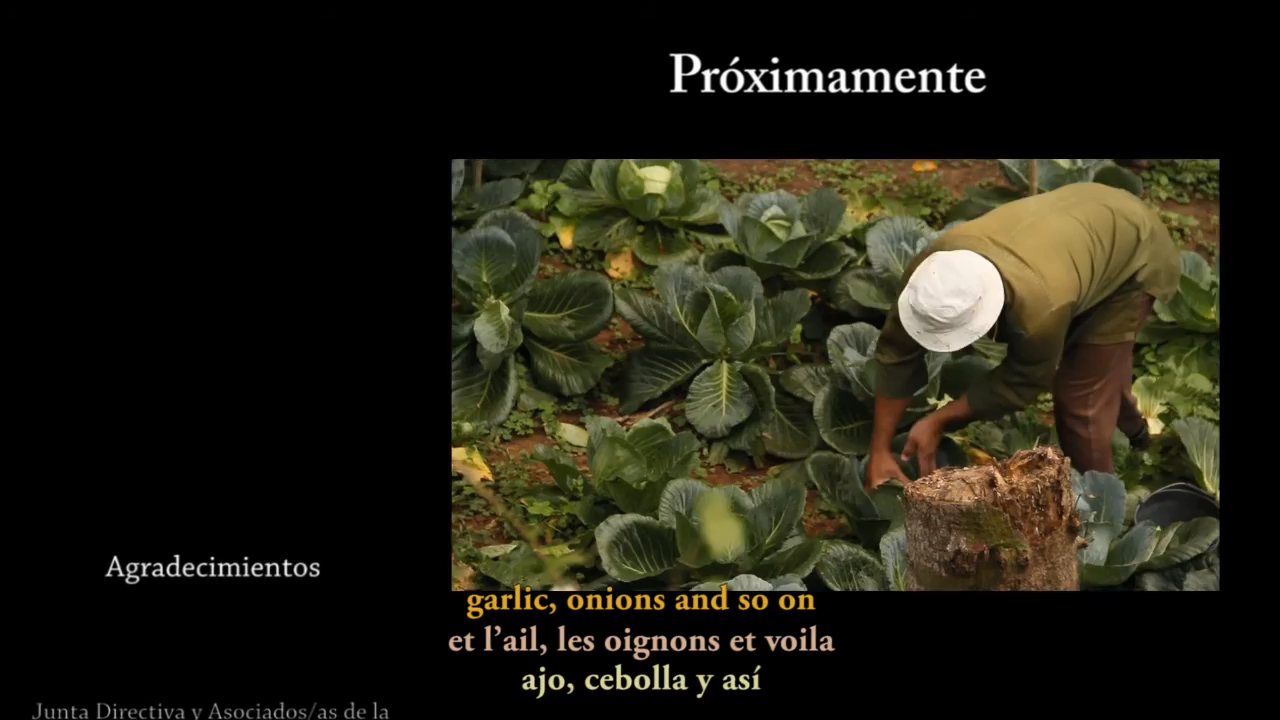 Próximamente
Agradecimientos
garlic, onions and so on
et l’ail, les oignons et voila
ajo, cebolla y así
Junta Directiva y Asociados/as de la